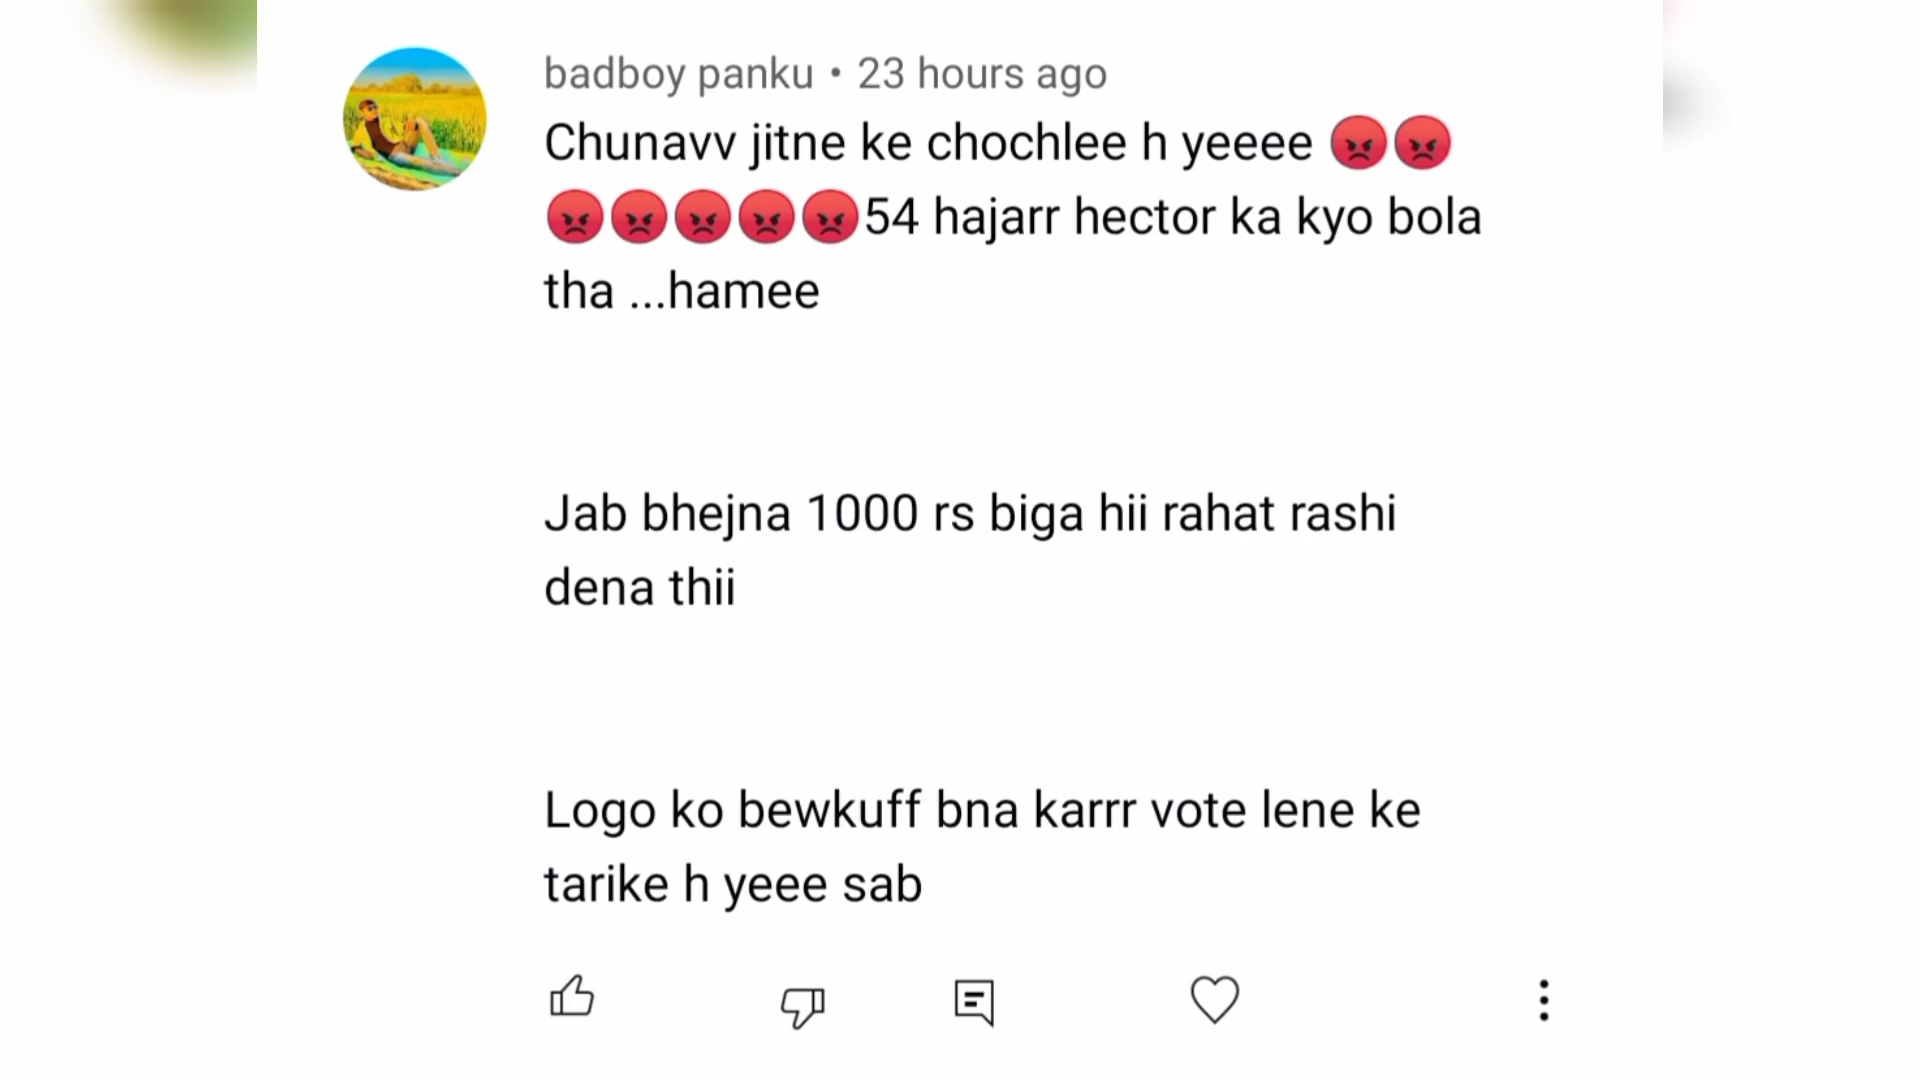 badboy panku • 23 hours ago
Chunavv jitne ke chochlee h yeeee 😡😡
😡😡😡😡😡54 hajarr hector ka kyo bola
tha ...hamee
Jab bhejna 1000 rs biga hii rahat rashi
dena thii
Logo ko bewkuff bna karrr vote lene ke
tarike h yeee sab